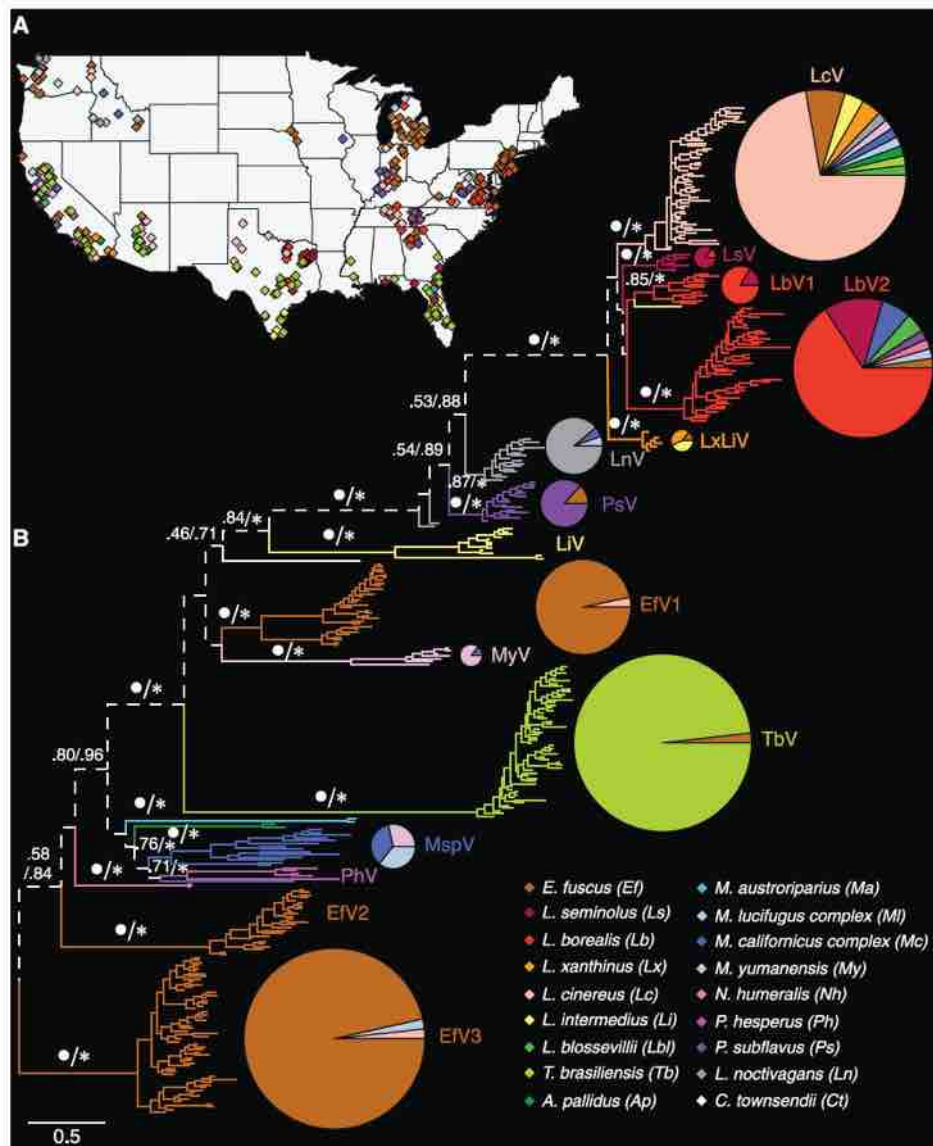 A
LcV
●/*
●/*
LsV
.85/*
LbV1
LbV2
●/*
●/*
●/*
LxLiV
.53/.88
.54/.89
LnV
.87/*
●/*
PsV
●/*
.84/*
●/*
.46/.71
B
LiV
EfV1
●/*
●/*
MyV
●/*
TbV
.80/.96
●/*
●/*
●/*
.76/*
MspV
.58
/.84
●/*
.71/*
PhV
EfV2
●/*
EfV3
●/*
0.5
E. fuscus (Ef)
L. seminolus (Ls)
L. borealis (Lb)
L. xanthinus (Lx)
L. cinereus (Lc)
L. intermedius (Li)
L. blossevillii (Lbl)
T. brasiliensis (Tb)
A. pallidus (Ap)
M. austroriparius (Ma)
M. lucifugus complex (Ml)
M. californicus complex (Mc)
M. yumanensis (My)
N. humeralis (Nh)
P. hesperus (Ph)
P. subflavus (Ps)
L. noctivagans (Ln)
C. townsendii (Ct)